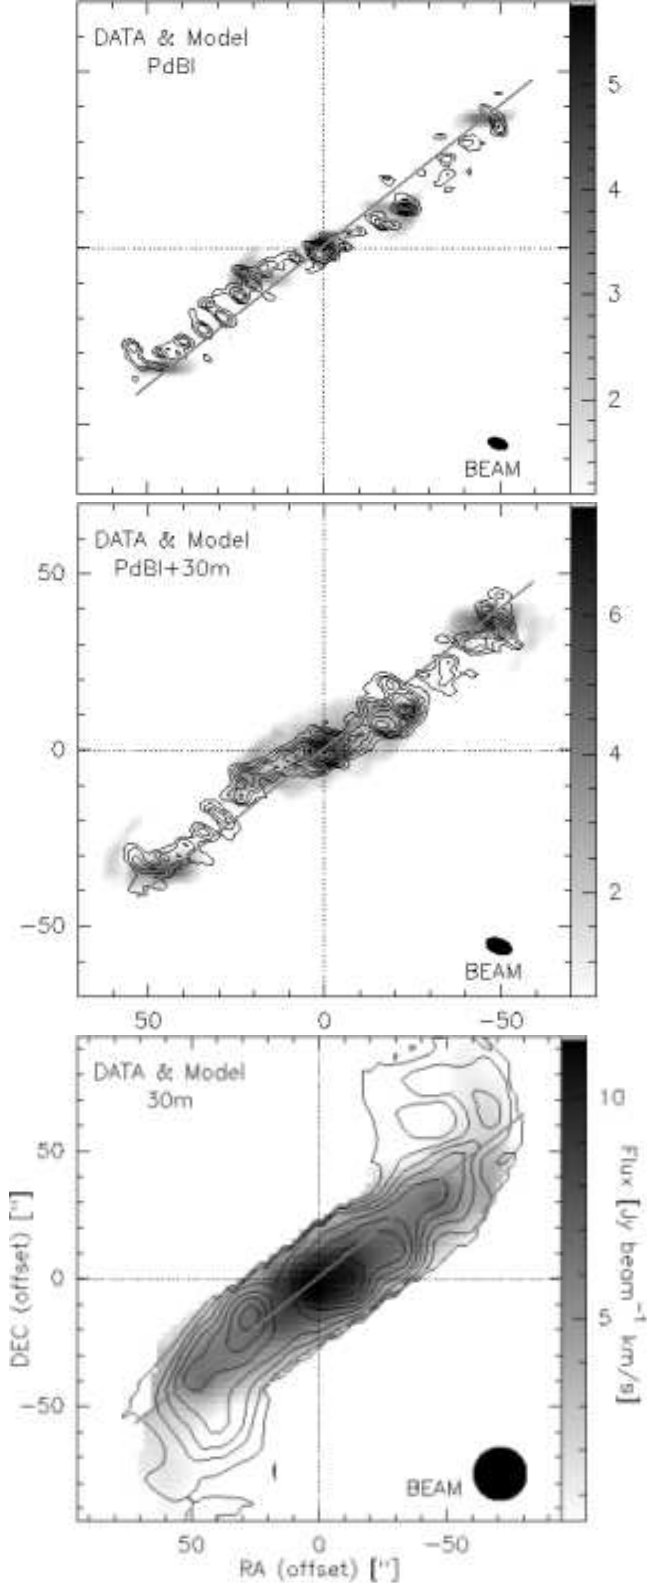 DATA & Model
PdBI
5
4
3
2
BEAM
DATA & Model
PdBI+30m
50
0
−50
6
4
2
BEAM
50 0 −50
DATA & Model
30m
50
0
−50
10
5
DEC (offset) ["]
Flux [Jy beam⁻¹ km/s]
BEAM
50 0 −50
RA (offset) ["]